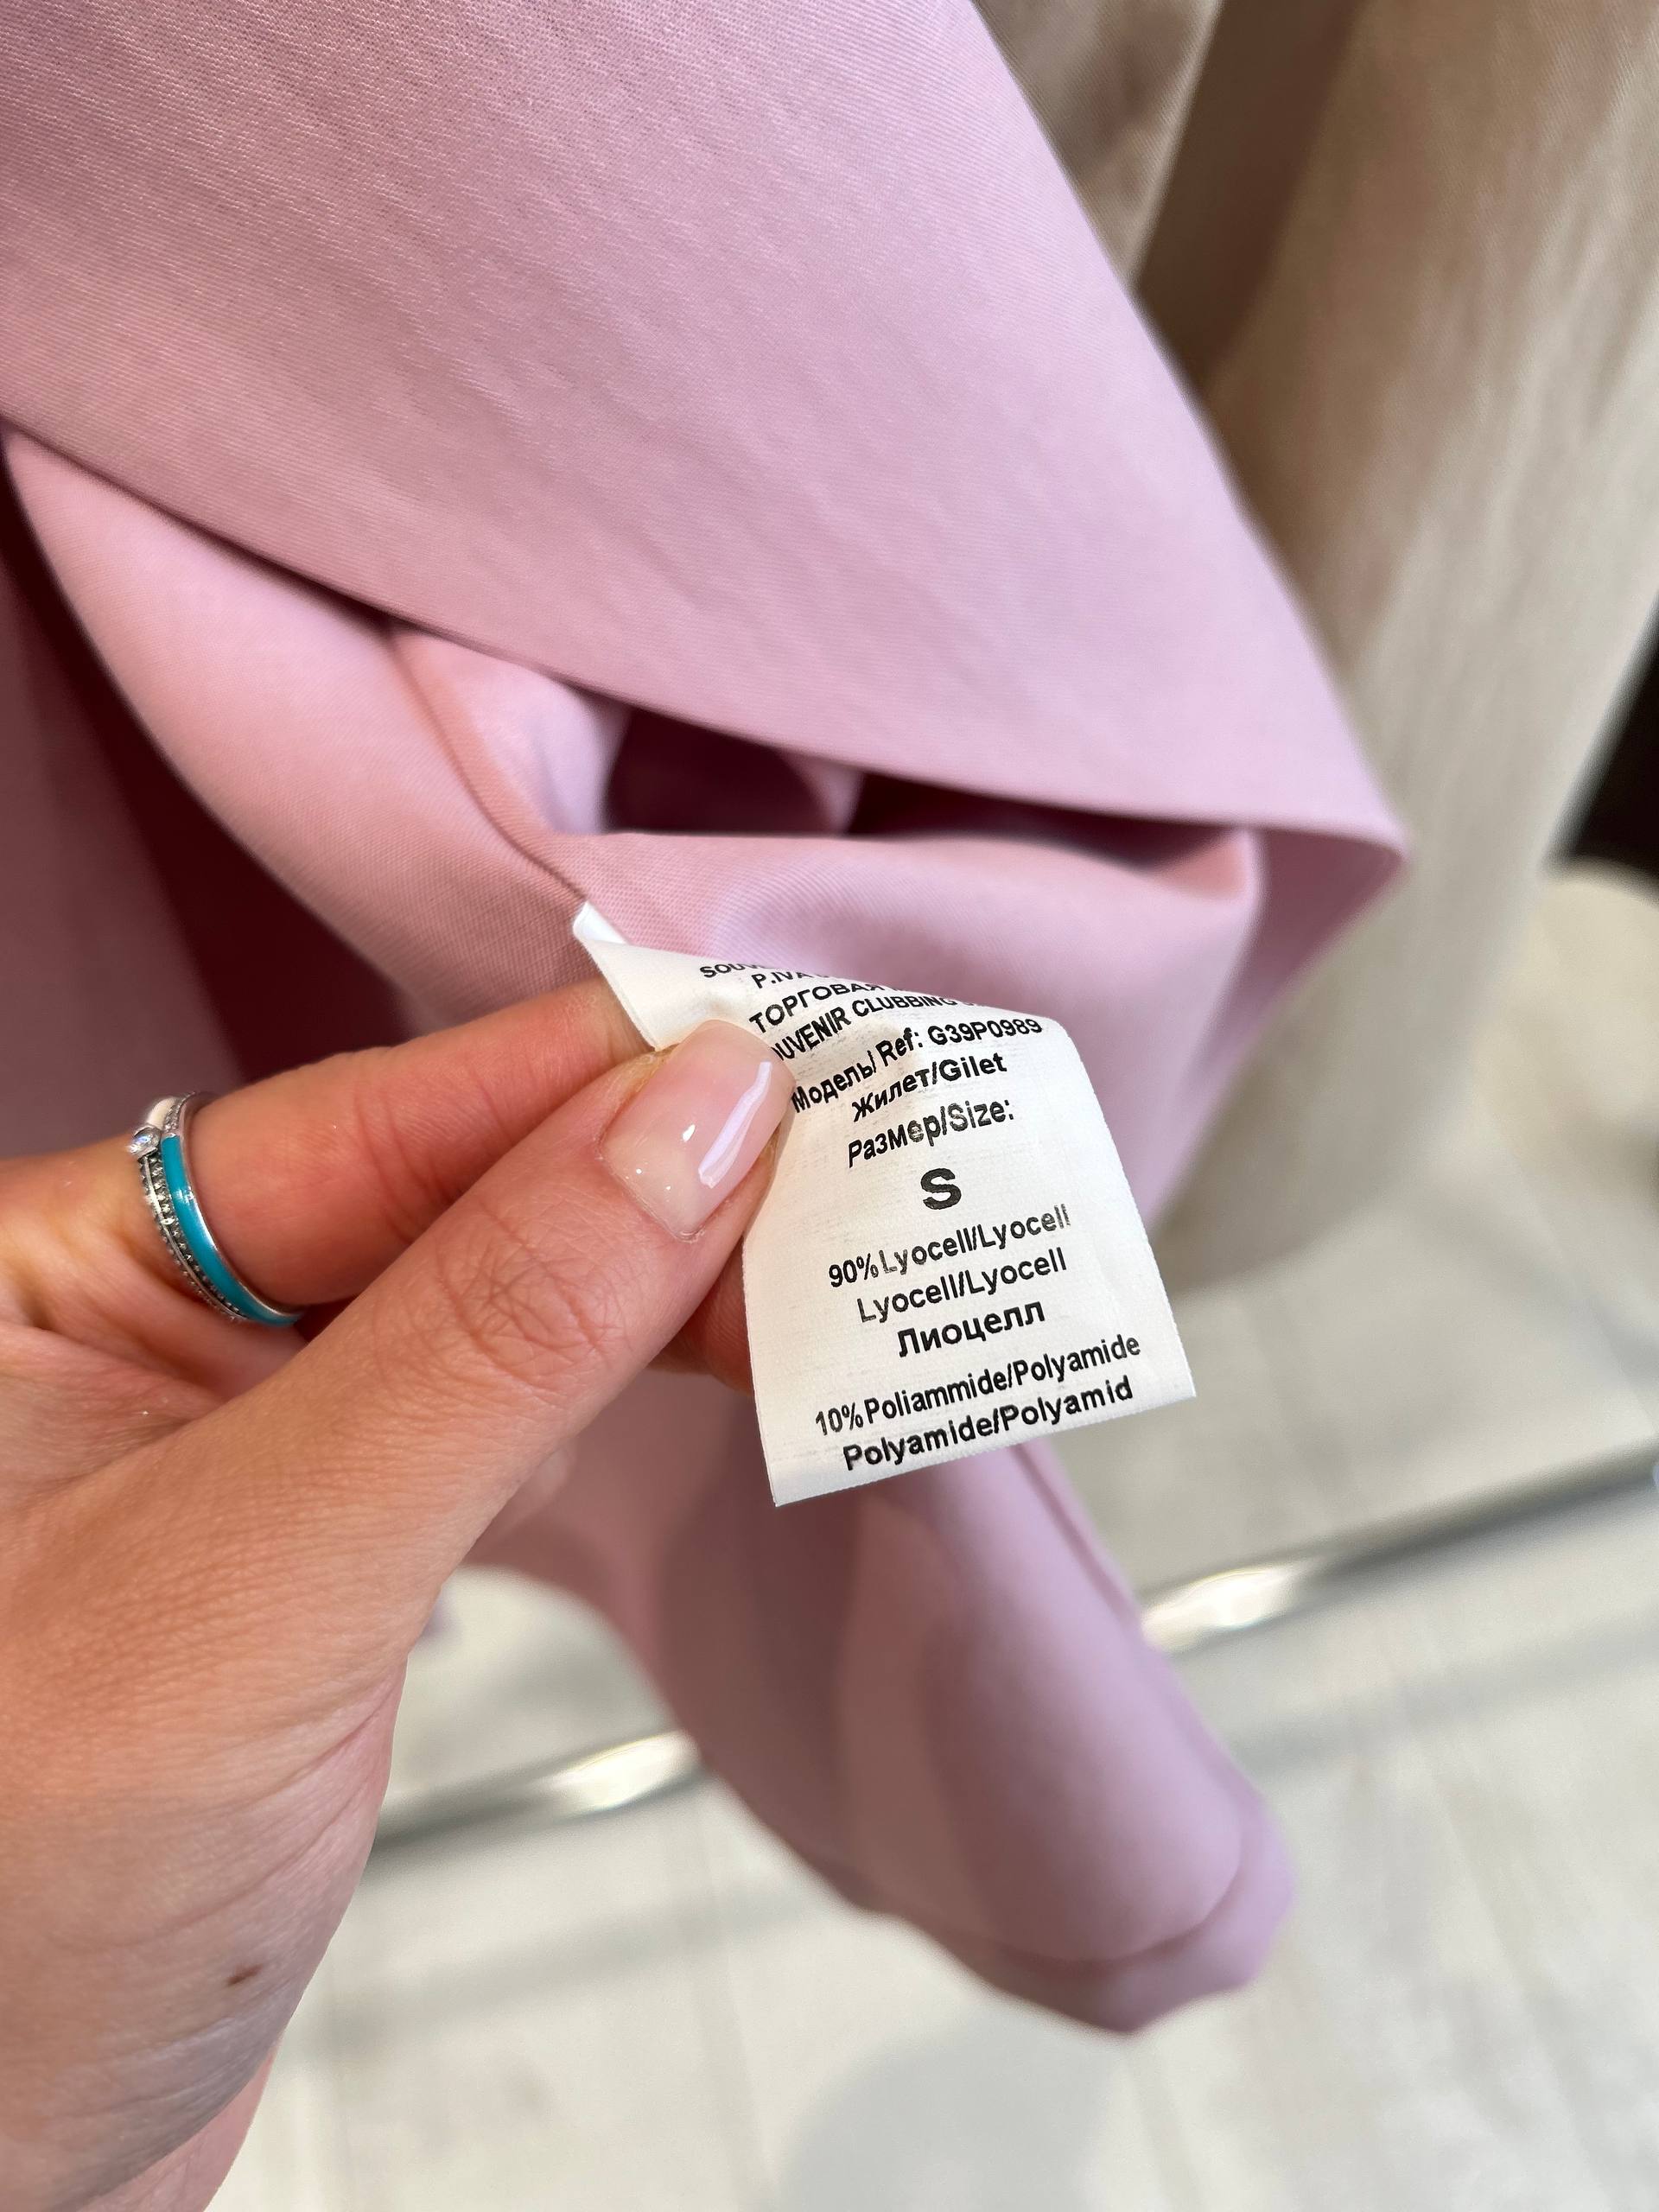 P.IVA
ТОРГОВАЯ
SOUVENIR CLUBBING
Модель/ Ref: G39P0989
Жилет/Gilet
Размер/Size:
S
90%Lyocell/Lyocell
Lyocell/Lyocell
Лиоцелл
10%Poliammide/Polyamide
Polyamide/Polyamid